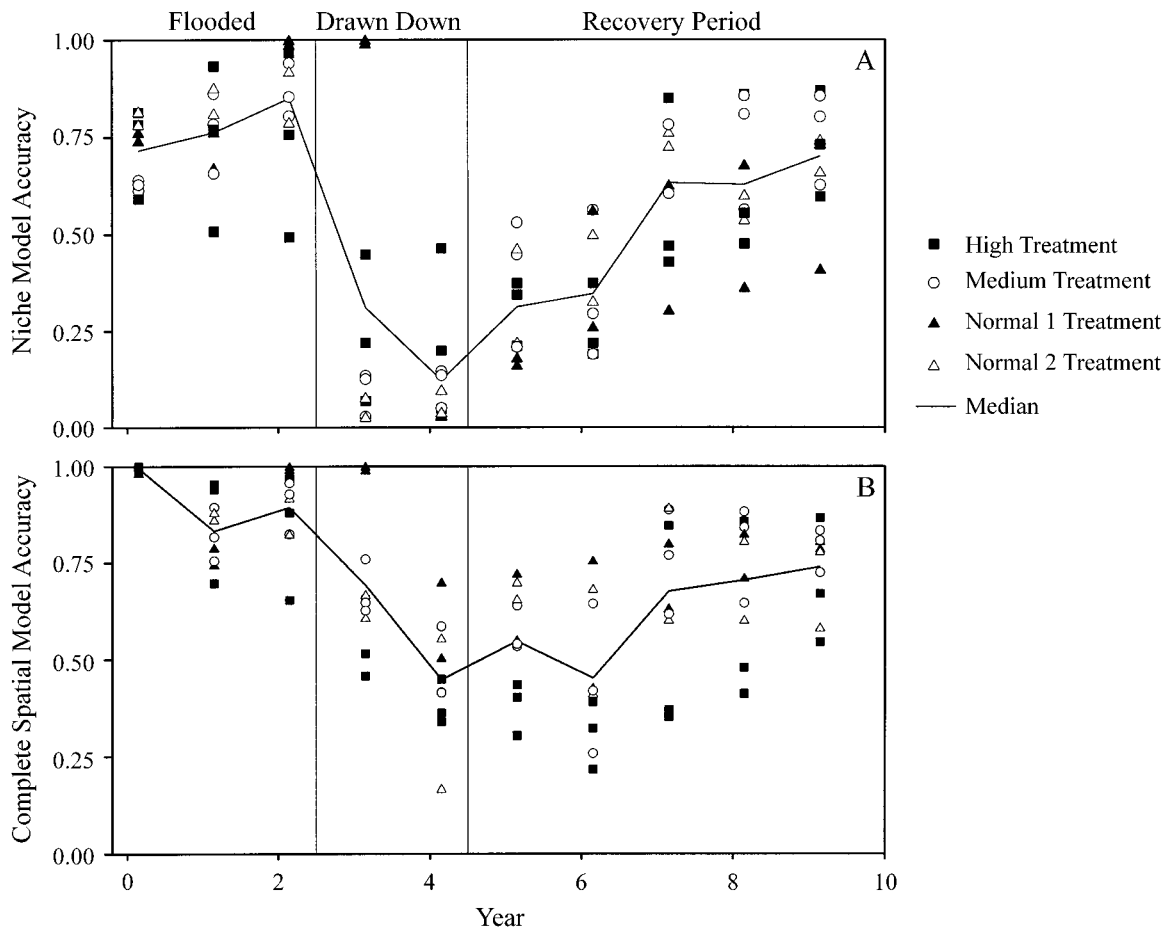 Flooded Drawn Down Recovery Period
1.00
A
0.75
Niche Model Accuracy
0.50
0.25
0.00
High Treatment
Medium Treatment
Normal 1 Treatment
Normal 2 Treatment
Median
1.00
B
0.75
Complete Spatial Model Accuracy
0.50
0.25
0.00
0 2 4 6 8 10
Year